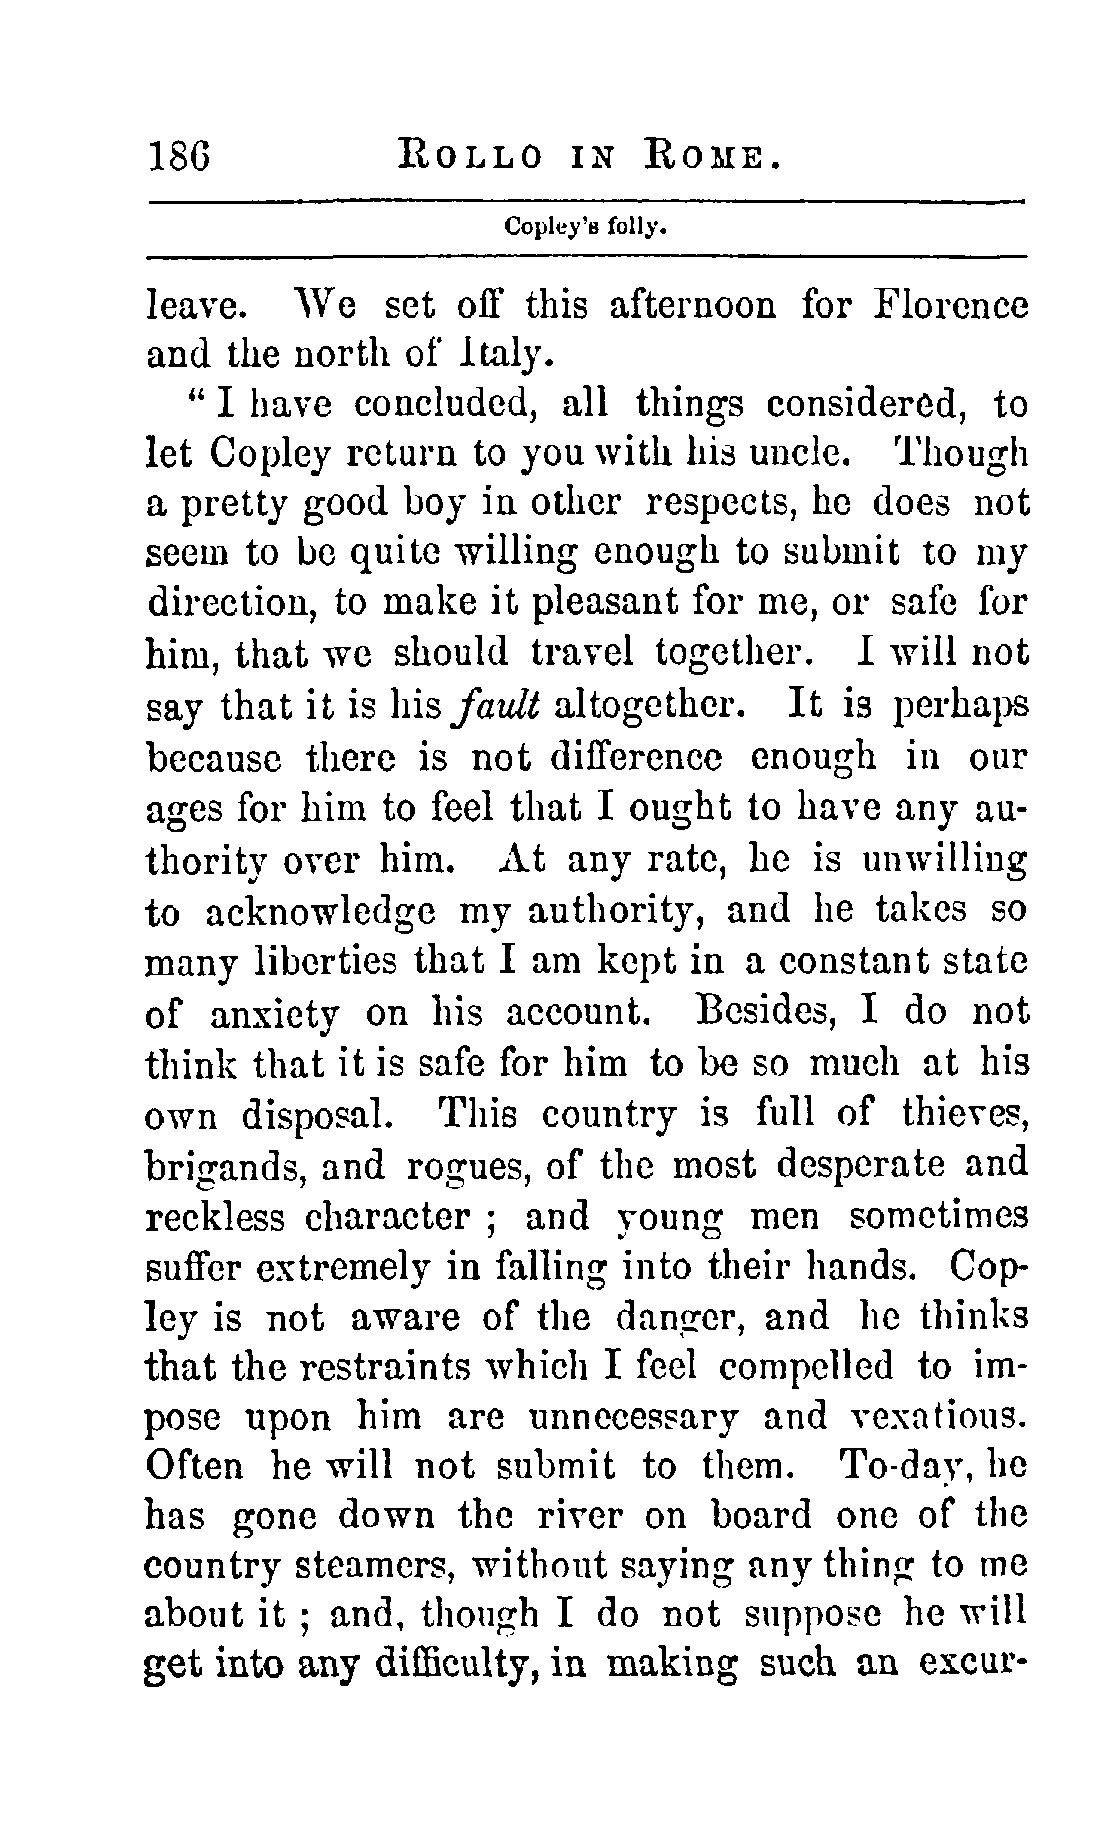 186 ROLLO IN ROME.
Copley's folly.
leave. We set off this afternoon for Florence
and the north of Italy.
" I have concluded, all things considered, to
let Copley return to you with his uncle. Though
a pretty good boy in other respects, he does not
seem to be quite willing enough to submit to my
direction, to make it pleasant for me, or safe for
him, that we should travel together. I will not
say that it is his fault altogether. It is perhaps
because there is not difference enough in our
ages for him to feel that I ought to have any au-
thority over him. At any rate, he is unwilling
to acknowledge my authority, and he takes so
many liberties that I am kept in a constant state
of anxiety on his account. Besides, I do not
think that it is safe for him to be so much at his
own disposal. This country is full of thieves,
brigands, and rogues, of the most desperate and
reckless character ; and young men sometimes
suffer extremely in falling into their hands. Cop-
ley is not aware of the danger, and he thinks
that the restraints which I feel compelled to im-
pose upon him are unnecessary and vexatious.
Often he will not submit to them. To-day, he
has gone down the river on board one of the
country steamers, without saying any thing to me
about it ; and, though I do not suppose he will
get into any difficulty, in making such an excur-